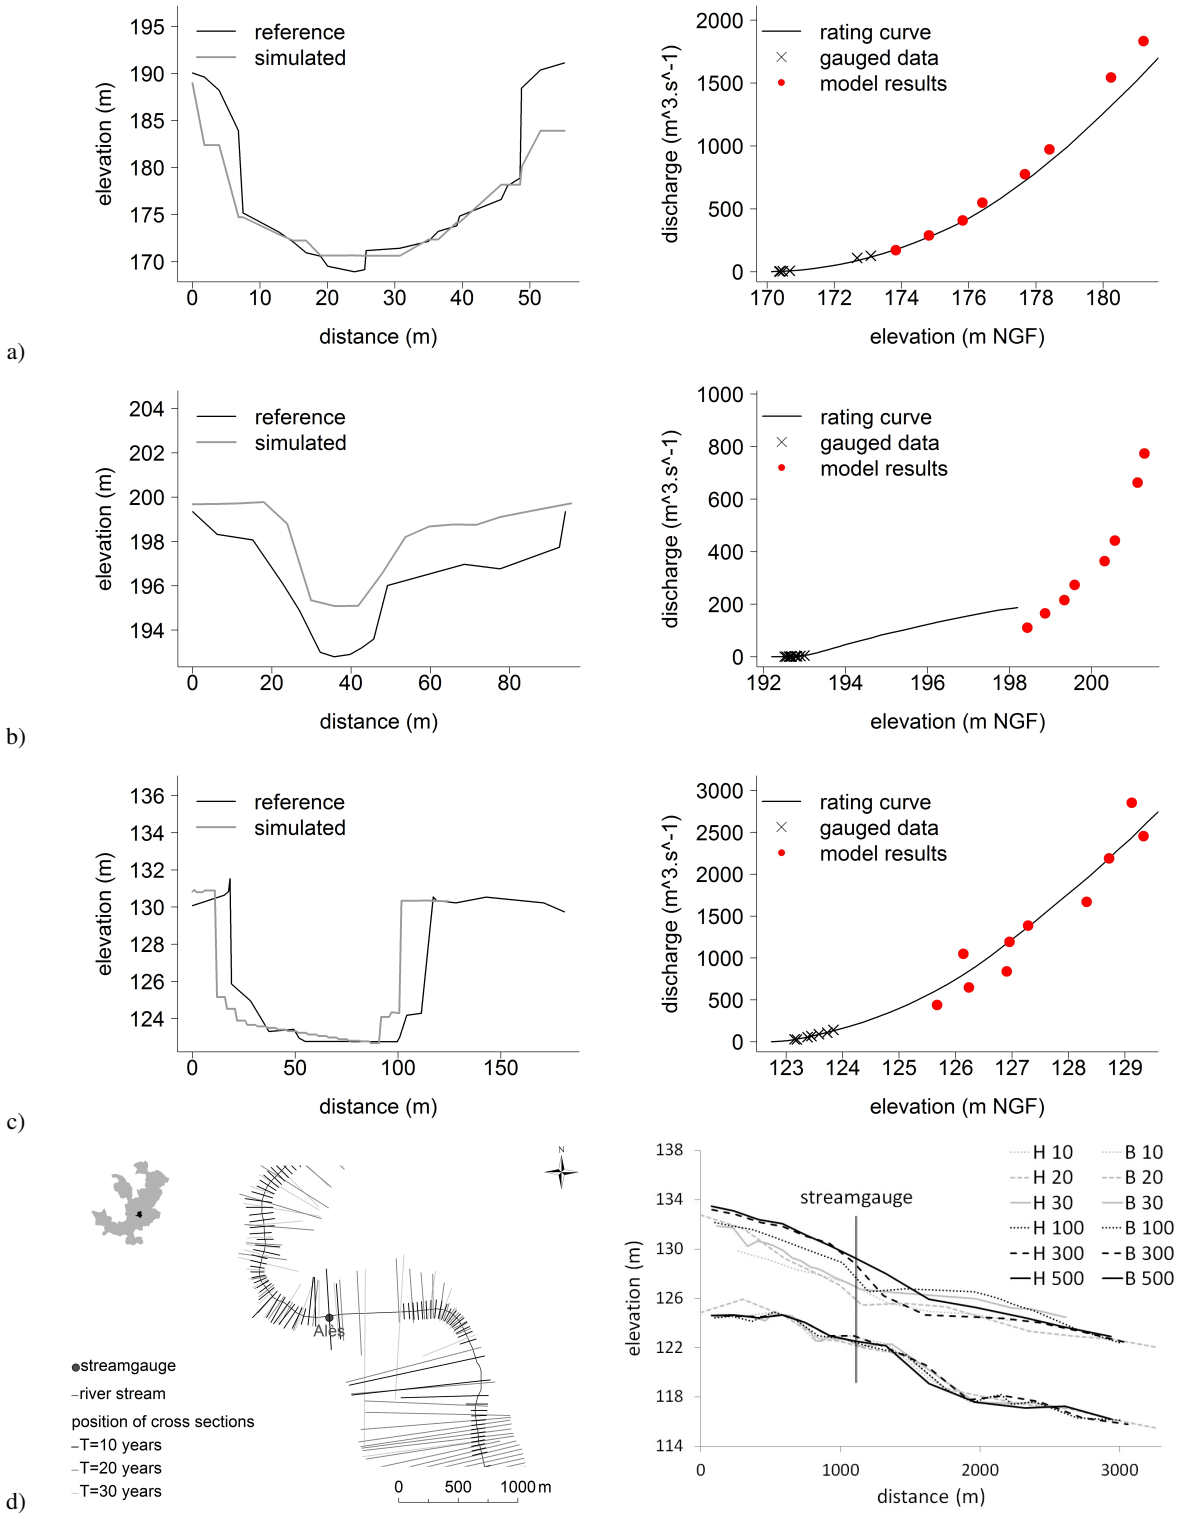 195
190
185
180
175
170
elevation (m)
reference
simulated
0 10 20 30 40 50
distance (m)
2000
1500
1000
500
0
discharge (m^3.s^-1)
rating curve
gauged data
model results
170 172 174 176 178 180
elevation (m NGF)
a)
204
202
200
198
196
194
elevation (m)
reference
simulated
0 20 40 60 80
distance (m)
1000
800
600
400
200
0
discharge (m^3.s^-1)
rating curve
gauged data
model results
192 194 196 198 200
elevation (m NGF)
b)
136
134
132
130
128
126
124
elevation (m)
reference
simulated
0 50 100 150
distance (m)
3000
2500
2000
1500
1000
500
0
discharge (m^3.s^-1)
rating curve
gauged data
model results
123 124 125 126 127 128 129
elevation (m NGF)
c)
N
Alès
streamgauge
river stream
position of cross sections
T=10 years
T=20 years
T=30 years
0 500 1000 m
138
134
130
126
122
118
114
elevation (m)
streamgauge
H 10 B 10
H 20 B 20
H 30 B 30
H 100 B 100
H 300 B 300
H 500 B 500
0 1000 2000 3000
distance (m)
d)